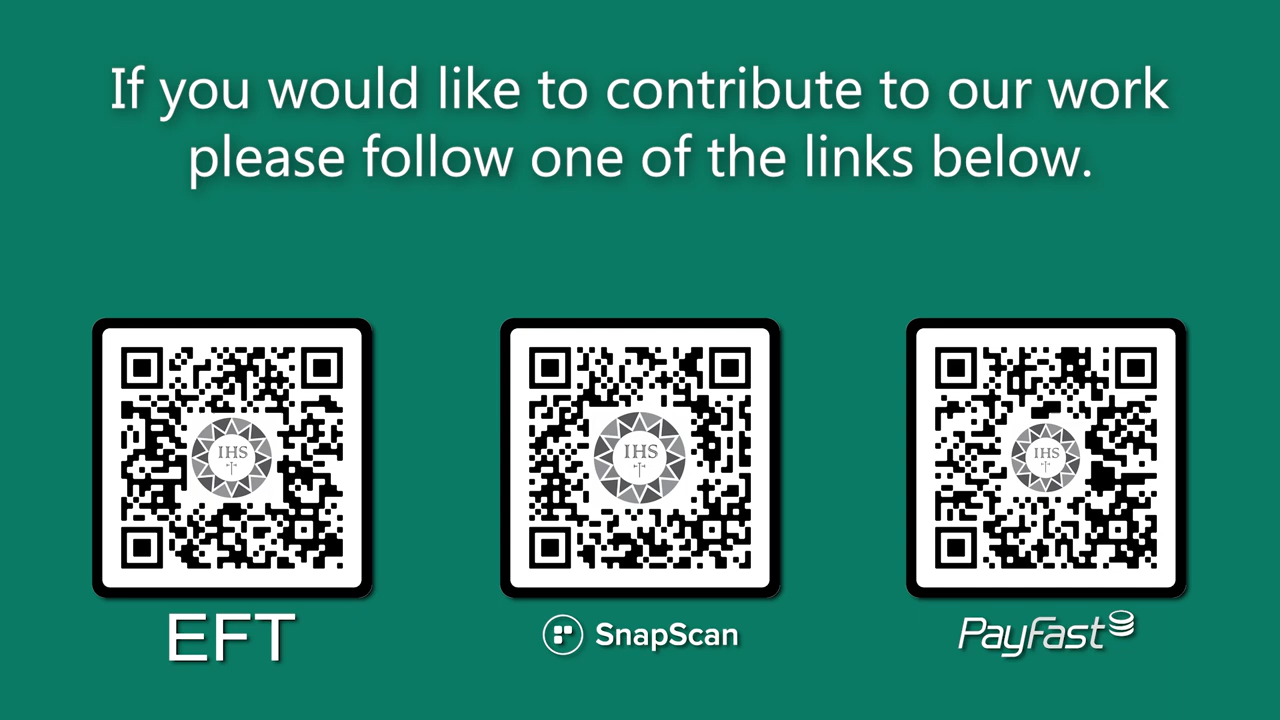 If you would like to contribute to our work
please follow one of the links below.
IHS
IHS
IHS
EFT
SnapScan
PayFast